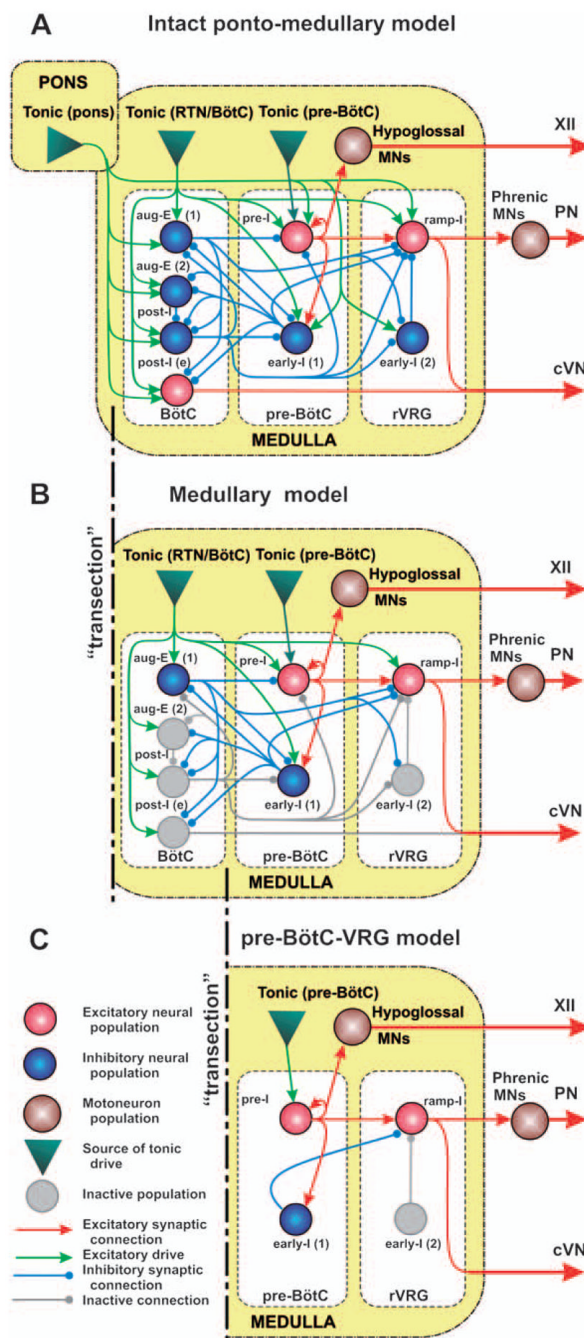 A
Intact ponto-medullary model
PONS
Tonic (pons)
Tonic (RTN/BötC)
Tonic (pre-BötC)
Hypoglossal
MNs
XII
aug-E (1)
pre-I
ramp-I
Phrenic
MNs
PN
aug-E (2)
post-I
post-I (e)
early-I (1)
early-I (2)
cVN
BötC
pre-BötC
rVRG
MEDULLA
B
Medullary model
"transection"
Tonic (RTN/BötC)
Tonic (pre-BötC)
Hypoglossal
MNs
XII
aug-E (1)
pre-I
ramp-I
Phrenic
MNs
PN
aug-E (2)
post-I
post-I (e)
early-I (1)
early-I (2)
cVN
BötC
pre-BötC
rVRG
MEDULLA
C
pre-BötC-VRG model
"transection"
Tonic (pre-BötC)
Hypoglossal
MNs
XII
pre-I
ramp-I
Phrenic
MNs
PN
early-I (1)
early-I (2)
cVN
pre-BötC
rVRG
MEDULLA
Excitatory neural
population
Inhibitory neural
population
Motoneuron
population
Source of tonic
drive
Inactive population
Excitatory synaptic
connection
Excitatory drive
Inhibitory synaptic
connection
Inactive connection